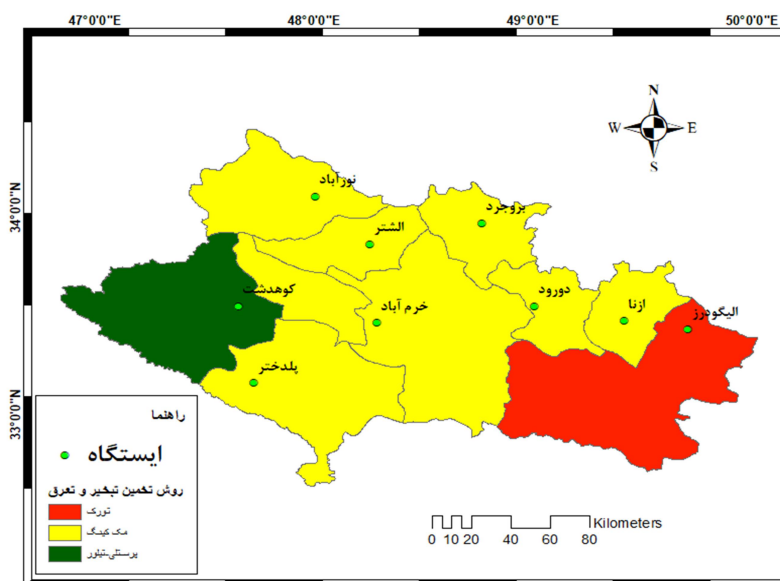 47°0'0"E 48°0'0"E 49°0'0"E 50°0'0"E
N
W E
S
34°0'0"N
33°0'0"N
نورآباد
بروجرد
الشتر
کوهدشت
دورود
خرم آباد
ازنا
الیگودرز
پلدختر
راهنما
ایستگاه
روش تخمین تبخیر و تعرق
تورک
مک کینگ
پرستلی-تیلور
Kilometers
0 10 20 40 60 80